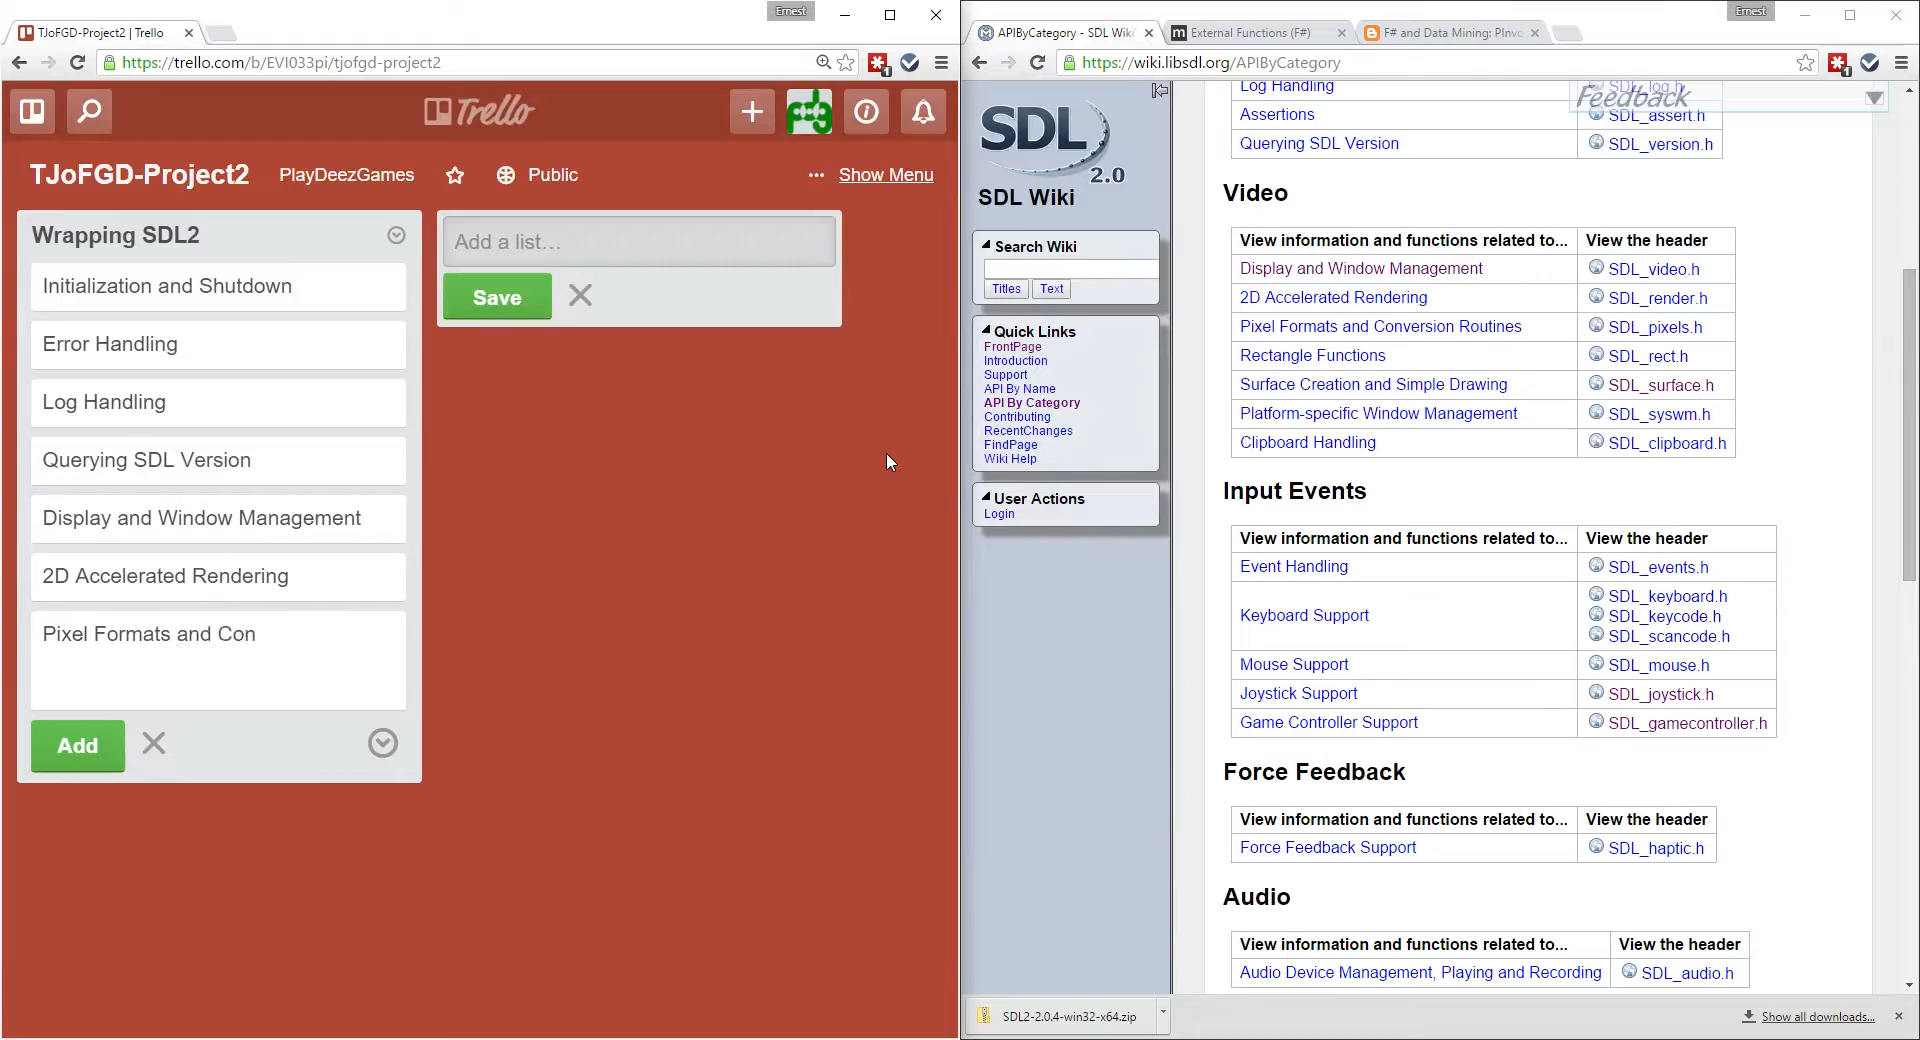 Ernest
TJoFGD-Project2 | Trello
https://trello.com/b/EVI033pi/tjofgd-project2
Trello
TJoFGD-Project2
PlayDeezGames
Public
Show Menu
Wrapping SDL2
Initialization and Shutdown
Error Handling
Log Handling
Querying SDL Version
Display and Window Management
2D Accelerated Rendering
Pixel Formats and Con
Add
Add a list…
Save
Ernest
APIByCategory - SDL Wiki
External Functions (F#)
F# and Data Mining: PInvo
https://wiki.libsdl.org/APIByCategory
SDL
2.0
SDL Wiki
Search Wiki
Titles
Text
Quick Links
FrontPage
Introduction
Support
API By Name
API By Category
Contributing
RecentChanges
FindPage
Wiki Help
User Actions
Login
Feedback
Log Handling SDL_log.h
Assertions SDL_assert.h
Querying SDL Version SDL_version.h
Video
View information and functions related to... View the header
Display and Window Management SDL_video.h
2D Accelerated Rendering SDL_render.h
Pixel Formats and Conversion Routines SDL_pixels.h
Rectangle Functions SDL_rect.h
Surface Creation and Simple Drawing SDL_surface.h
Platform-specific Window Management SDL_syswm.h
Clipboard Handling SDL_clipboard.h
Input Events
View information and functions related to... View the header
Event Handling SDL_events.h
Keyboard Support SDL_keyboard.h
SDL_keycode.h
SDL_scancode.h
Mouse Support SDL_mouse.h
Joystick Support SDL_joystick.h
Game Controller Support SDL_gamecontroller.h
Force Feedback
View information and functions related to... View the header
Force Feedback Support SDL_haptic.h
Audio
View information and functions related to... View the header
Audio Device Management, Playing and Recording SDL_audio.h
SDL2-2.0.4-win32-x64.zip
Show all downloads...